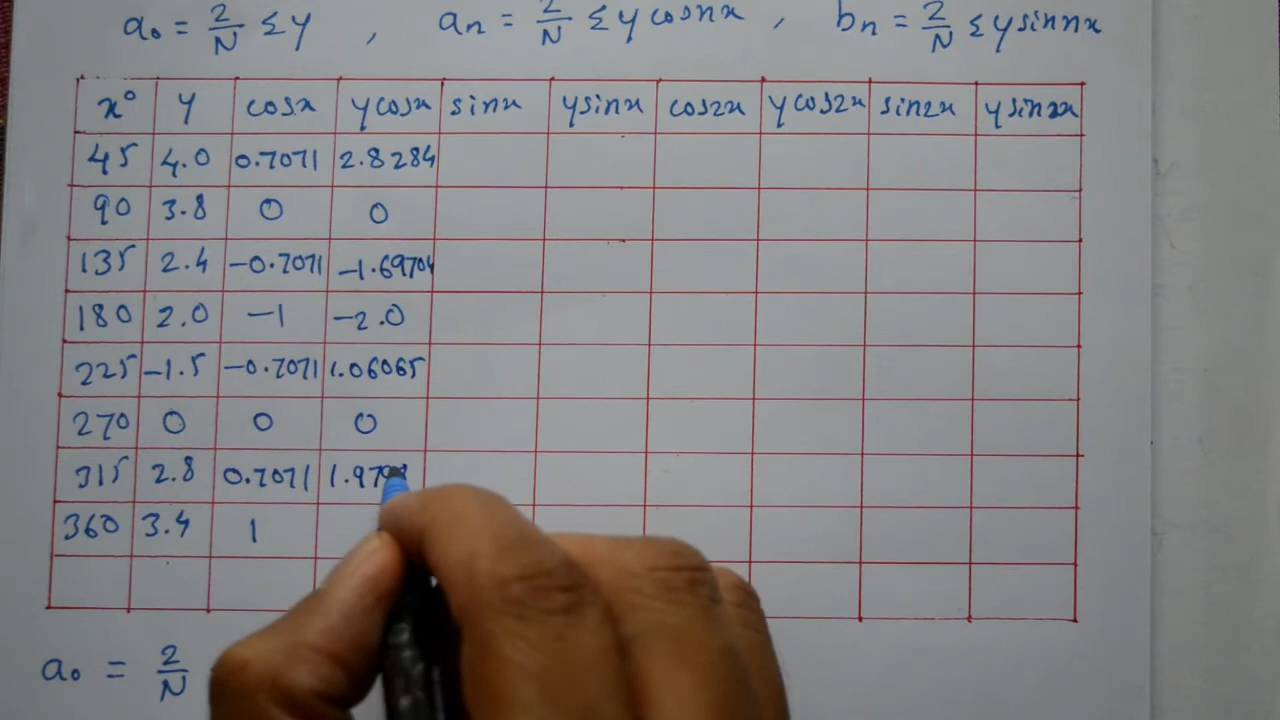 a₀ = 2/N Σy , aₙ = 2/N Σ y cosnx , bₙ = 2/N Σ y sinnx
x° y cosx ycosx sinx ysinx cos2x ycos2x sin2x ysin2x
45 4.0 0.7071 2.8284
90 3.8 0 0
135 2.4 -0.7071 -1.69704
180 2.0 -1 -2.0
225 -1.5 -0.7071 1.06065
270 0 0 0
315 2.8 0.7071
360 3.4 1
a₀ = 2/N